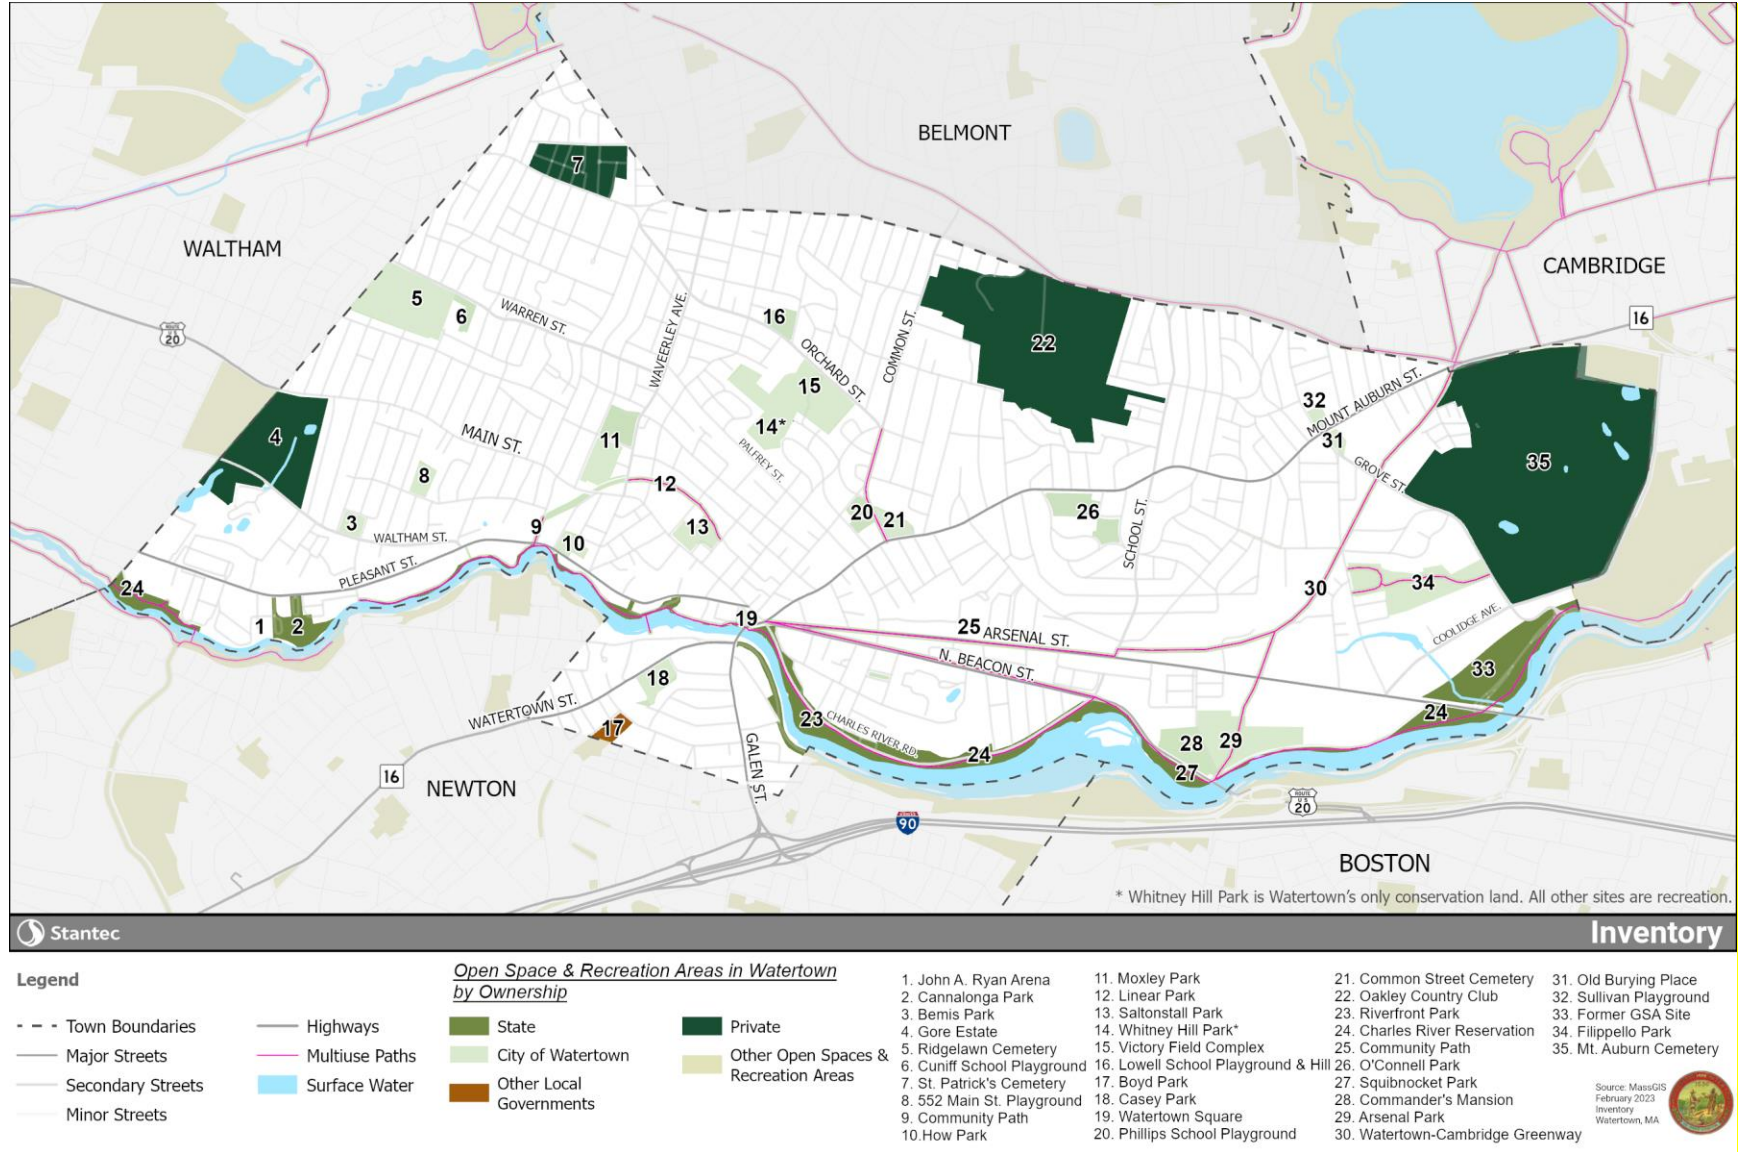 BELMONT
7
WALTHAM
CAMBRIDGE
16
ROUTE
U S
20
5
6
WARREN ST.
WAVEERLEY AVE.
16
ORCHARD ST.
COMMON ST.
22
15
14*
PALFREY ST.
32
MOUNT AUBURN ST.
31
GROVE ST.
35
4
MAIN ST.
11
8
12
3
WALTHAM ST.
9
10
13
20
21
26
SCHOOL ST.
PLEASANT ST.
24
1
2
30
34
COOLIDGE AVE.
19
25
ARSENAL ST.
N. BEACON ST.
33
18
WATERTOWN ST.
17
23
CHARLES RIVER RD.
24
24
28
29
27
GALEN ST.
16
NEWTON
90
ROUTE
U S
20
BOSTON
* Whitney Hill Park is Watertown's only conservation land. All other sites are recreation.
Stantec
Inventory
Legend
Town Boundaries
Major Streets
Secondary Streets
Minor Streets
Highways
Multiuse Paths
Surface Water
Open Space & Recreation Areas in Watertown
by Ownership
State
City of Watertown
Other Local
Governments
Private
Other Open Spaces &
Recreation Areas
1. John A. Ryan Arena
2. Cannalonga Park
3. Bemis Park
4. Gore Estate
5. Ridgelawn Cemetery
6. Cuniff School Playground
7. St. Patrick's Cemetery
8. 552 Main St. Playground
9. Community Path
10.How Park
11. Moxley Park
12. Linear Park
13. Saltonstall Park
14. Whitney Hill Park*
15. Victory Field Complex
16. Lowell School Playground & Hill
17. Boyd Park
18. Casey Park
19. Watertown Square
20. Phillips School Playground
21. Common Street Cemetery
22. Oakley Country Club
23. Riverfront Park
24. Charles River Reservation
25. Community Path
26. O'Connell Park
27. Squibnocket Park
28. Commander's Mansion
29. Arsenal Park
30. Watertown-Cambridge Greenway
31. Old Burying Place
32. Sullivan Playground
33. Former GSA Site
34. Filippello Park
35. Mt. Auburn Cemetery
Source: MassGIS
February 2023
Inventory
Watertown, MA